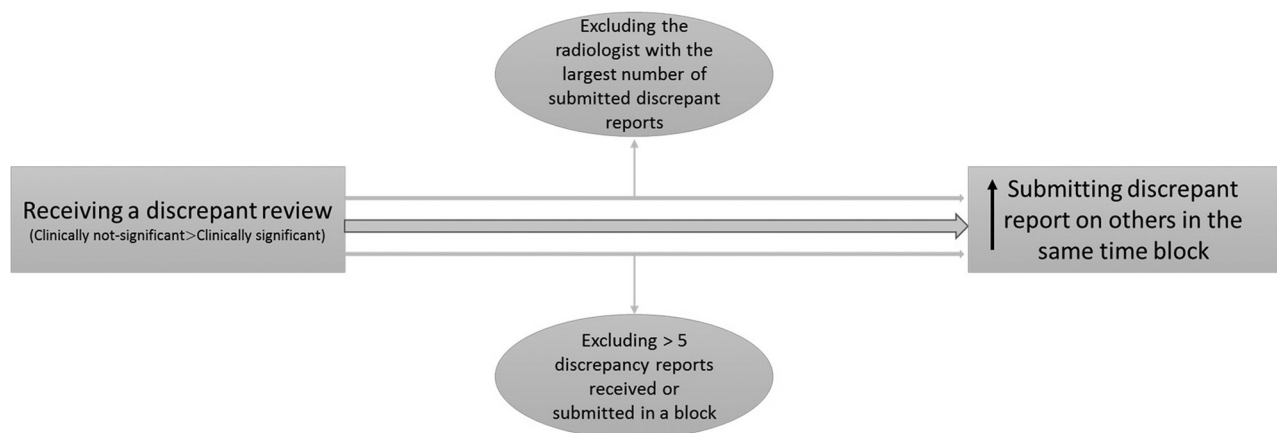 Excluding the
radiologist with the
largest number of
submitted discrepant
reports
Receiving a discrepant review
(Clinically not-significant>Clinically significant)
Submitting discrepant
report on others in the
same time block
Excluding > 5
discrepancy reports
received or
submitted in a block